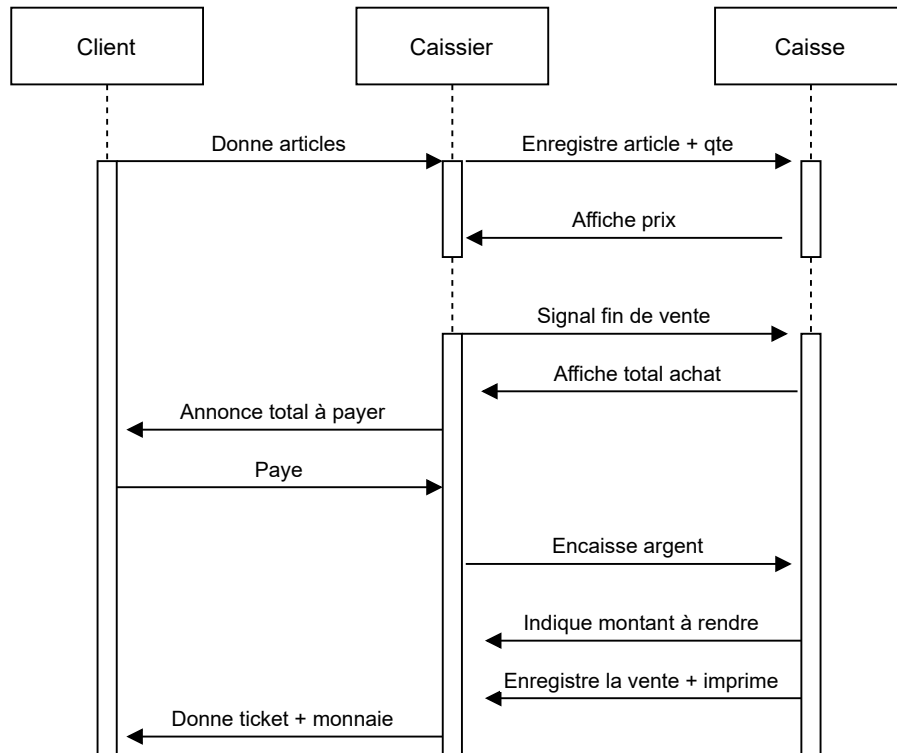 Client
Caissier
Caisse
Donne articles
Enregistre article + qte
Affiche prix
Signal fin de vente
Affiche total achat
Annonce total à payer
Paye
Encaisse argent
Indique montant à rendre
Enregistre la vente + imprime
Donne ticket + monnaie